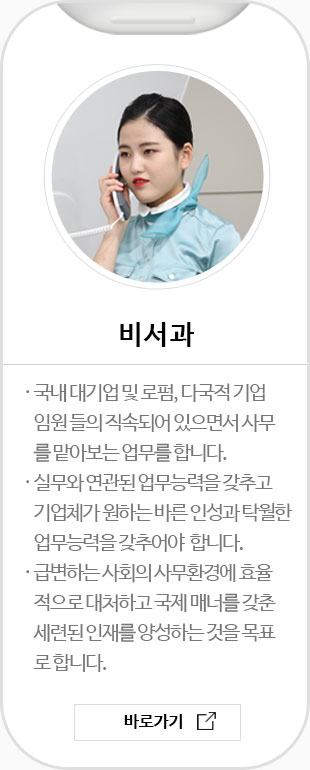 비서과
· 국내 대기업 및 로펌, 다국적 기업
임원 들의 직속되어 있으면서 사무
를 맡아보는 업무를 합니다.
· 실무와 연관된 업무능력을 갖추고
기업체가 원하는 바른 인성과 탁월한
업무능력을 갖추어야 합니다.
· 급변하는 사회의 사무환경에 효율
적으로 대처하고 국제 매너를 갖춘
세련된 인재를 양성하는 것을 목표
로 합니다.
바로가기